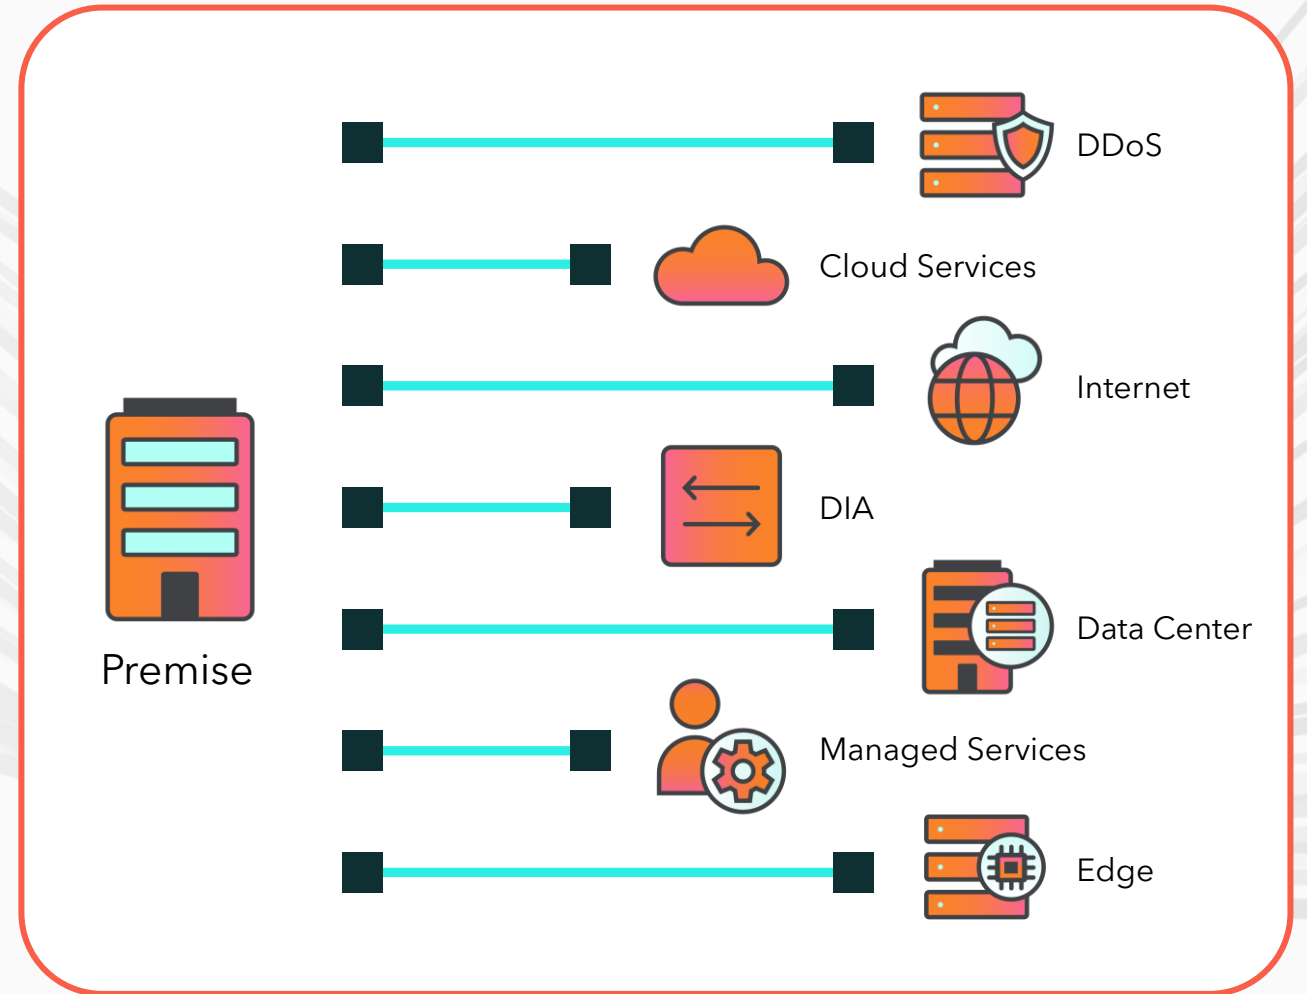 DDoS
Cloud Services
Internet
DIA
Data Center
Premise
Managed Services
Edge